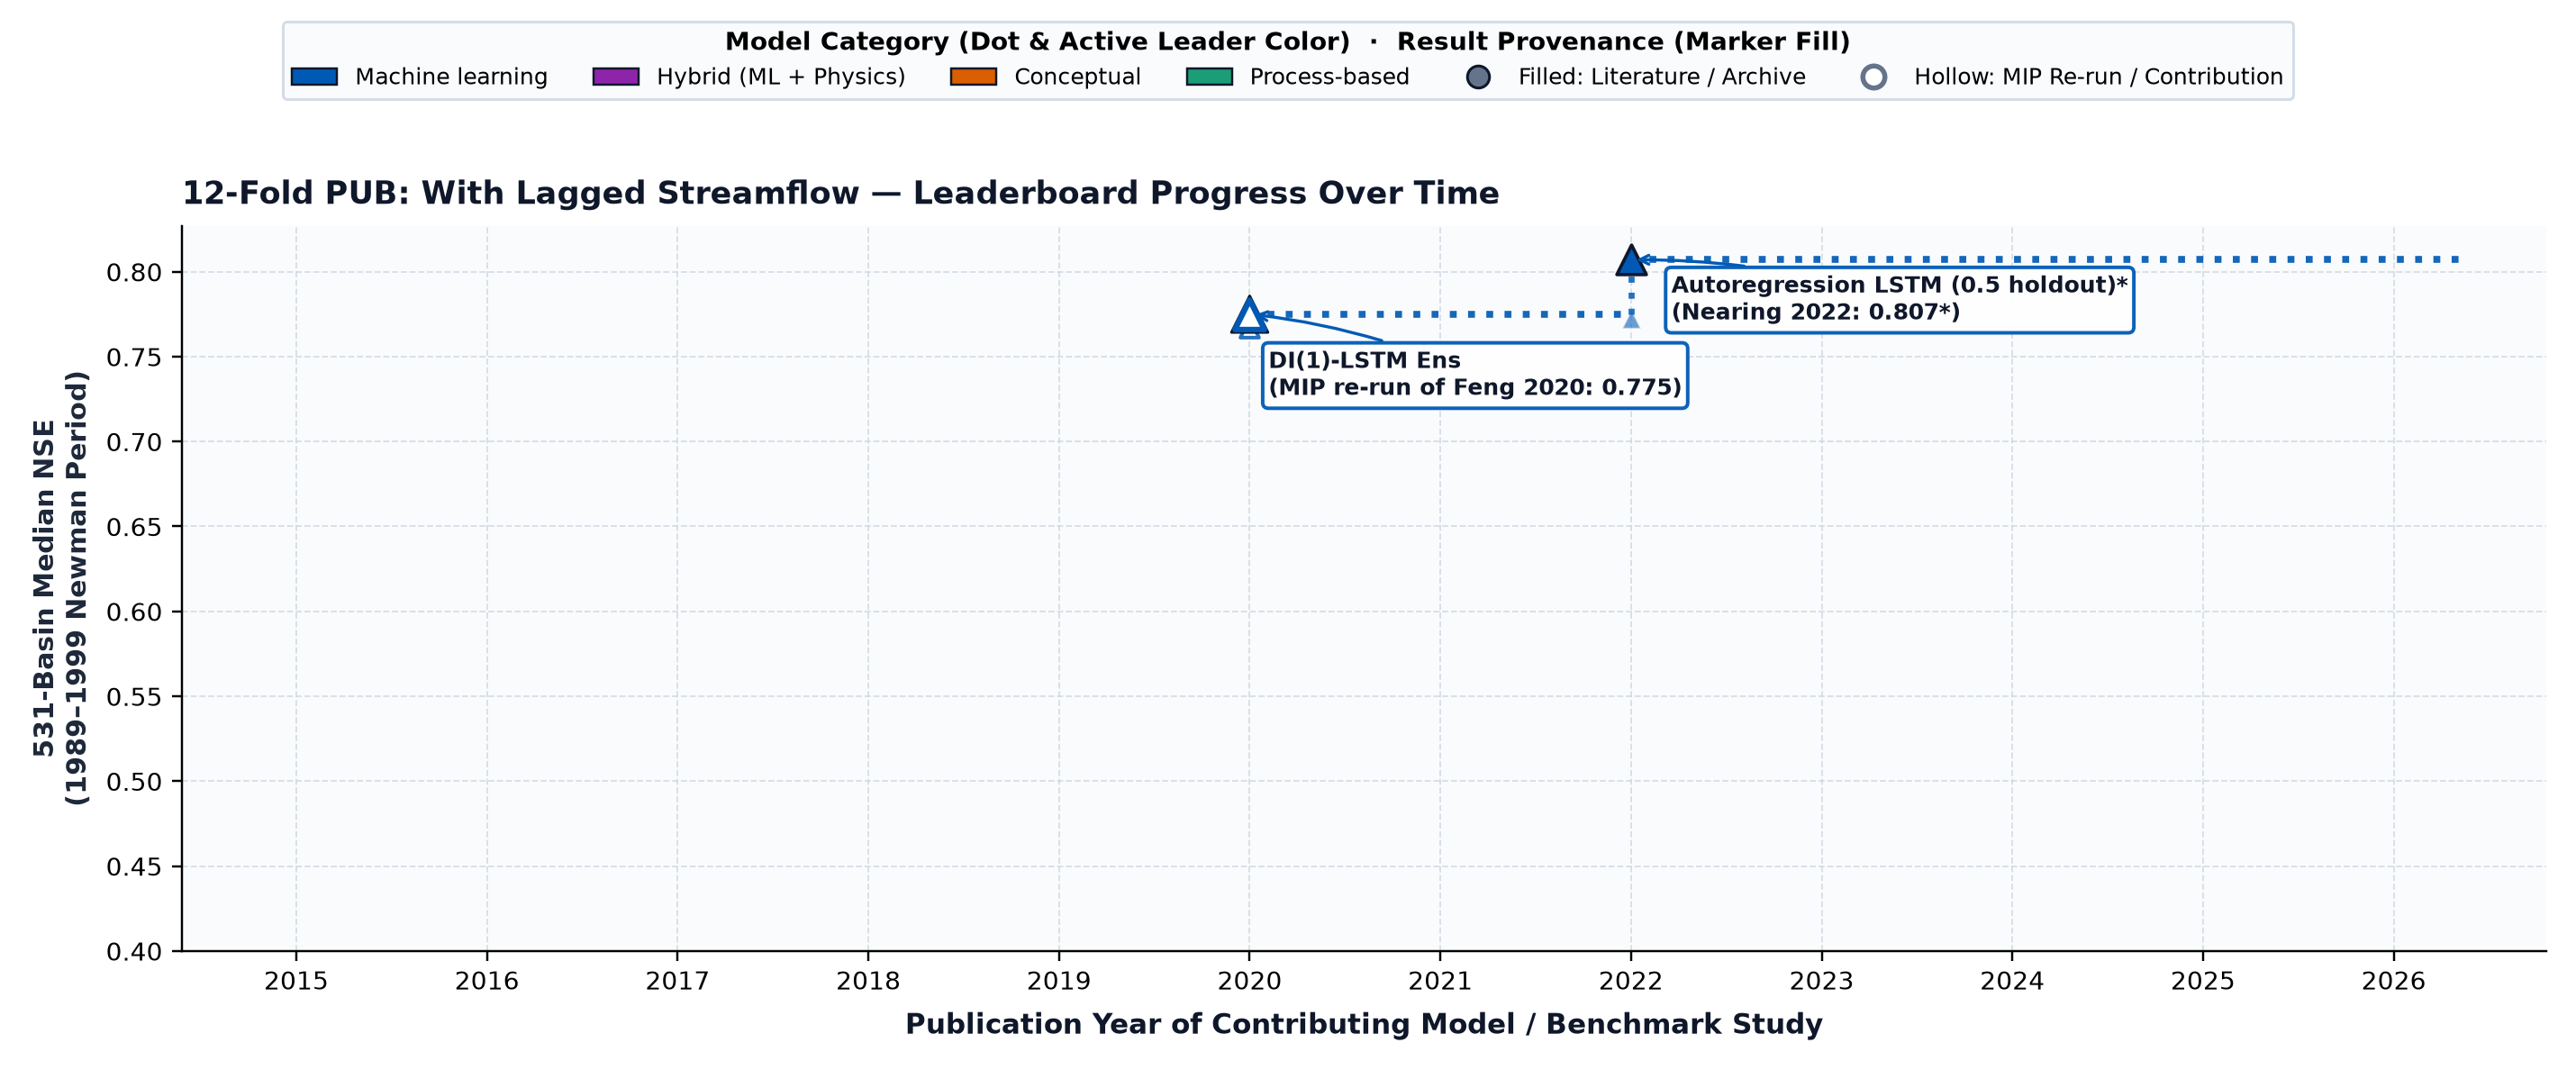 Model Category (Dot & Active Leader Color)  ·  Result Provenance (Marker Fill)
Machine learning
Hybrid (ML + Physics)
Conceptual
Process-based
Filled: Literature / Archive
Hollow: MIP Re-run / Contribution
12-Fold PUB: With Lagged Streamflow — Leaderboard Progress Over Time
531-Basin Median NSE
(1989–1999 Newman Period)
0.80
0.75
0.70
0.65
0.60
0.55
0.50
0.45
0.40
Autoregression LSTM (0.5 holdout)*
(Nearing 2022: 0.807*)
DI(1)-LSTM Ens
(MIP re-run of Feng 2020: 0.775)
2015
2016
2017
2018
2019
2020
2021
2022
2023
2024
2025
2026
Publication Year of Contributing Model / Benchmark Study